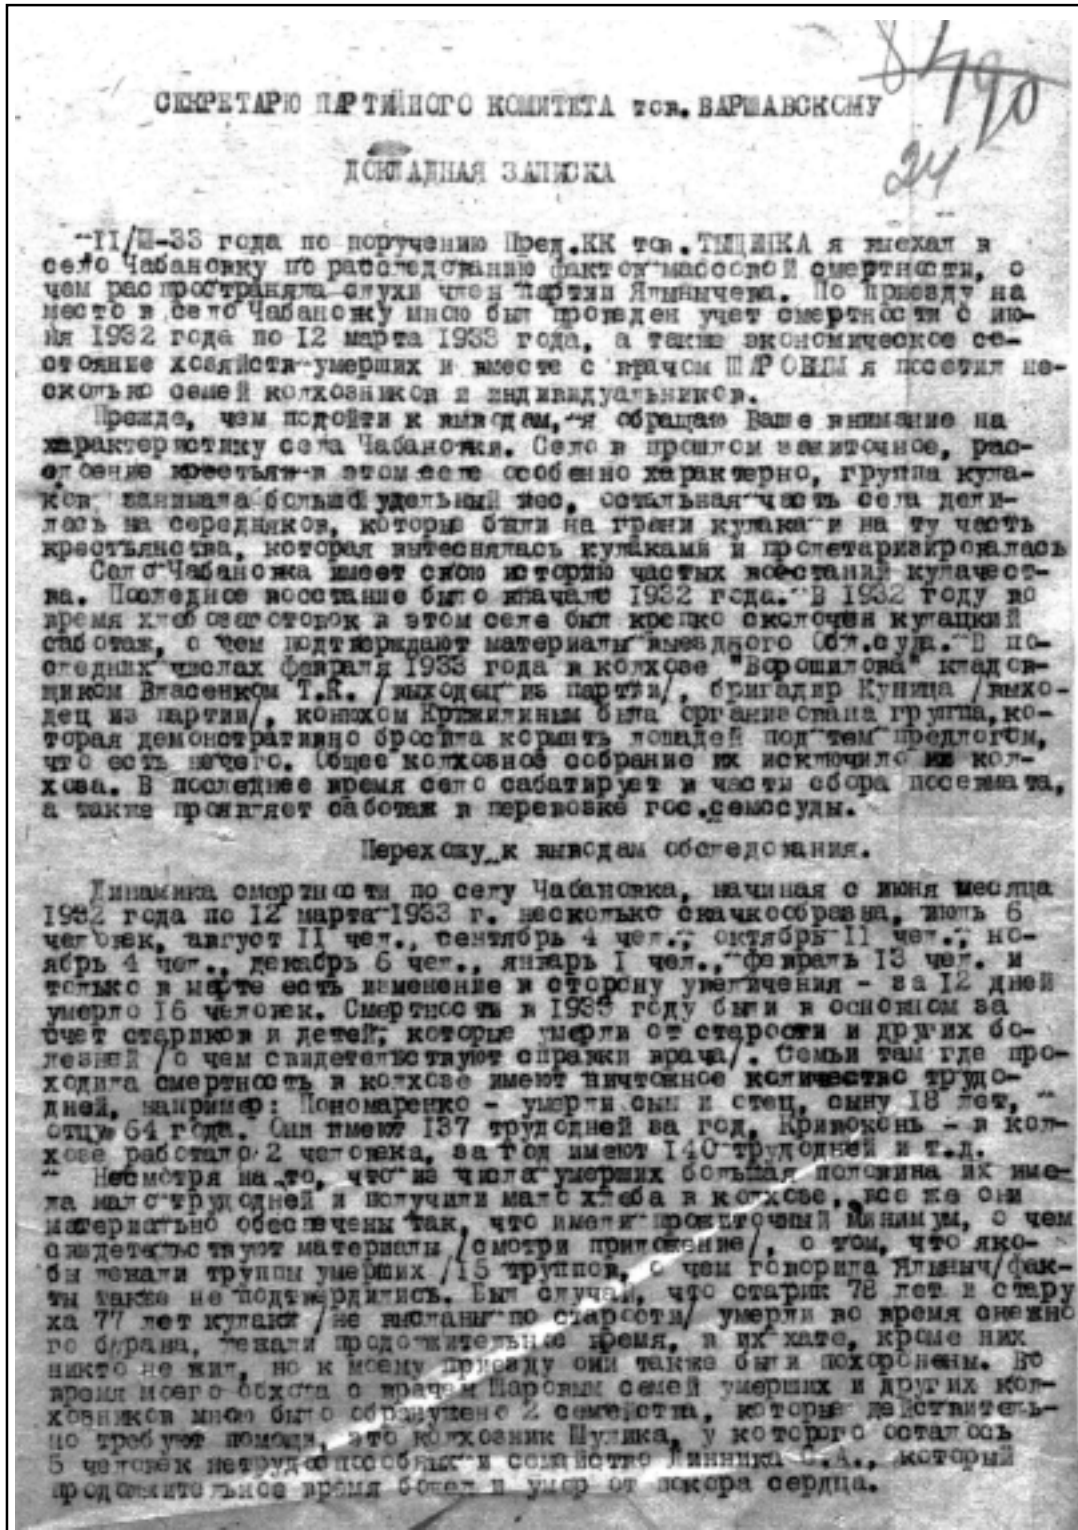 84
190
24
СЕКРЕТАРЮ ПАРТИЙНОГО КОМИТЕТА тов. ВАРШАВСКОМУ
ДОКЛАДНАЯ ЗАПИСКА
11/Ш-33 года по поручению Пред.КК тов. я выехал в
село Чабановку по расследованию фактов массовой смертности, о
чем распространяла слухи член партии Ялынычева. По приезду на
место в село Чабановку мною был проведен учет смертности с ию-
ня 1932 года по 12 марта 1933 года, а также экономическое со-
стояние хозяйств умерших и вместе с врачом ШАРОВЫМ я посетил не-
сколько семей колхозников и индивидуальников.
Прежде, чем подойти к выводам, я обращаю Ваше внимание на
характеристику села Чабановки. Село в прошлом зажиточное, рас-
слоение крестьян в этом селе особенно характерно, группа кула-
ков занимала большой удельный вес, остальная часть села дели-
лась на середняков, которые были на грани кулака и на ту часть
крестьянства, которая вытеснялась кулаками и пролетаризировалась
Село Чабановка имеет свою историю частых восстаний кулачест-
ва. Последнее восстание было вначале 1932 года. В 1932 году во
время хлебозаготовок в этом селе был крепко сколочен кулацкий
саботаж, о чем подтверждают материалы выездного Обл.суда. В по-
следних числах февраля 1933 года в колхозе "Ворошилова" кладов-
щиком Власенком Т.К. /выходец из партии/, бригадир Куница /выхо-
дец из партии/, конюхом Крыжилиным была организована группа, ко-
торая демонстративно бросила кормить лошадей под тем предлогом,
что есть нечего. Общее колхозное собрание их исключило из кол-
хоза. В последнее время село сабатирует в части сбора посевмата,
а также проявляет саботаж в перевозке гос.семссуды.
Перехожу к выводам обследования.
Динамика смертности по селу Чабановка, начиная с июня месяца
1932 года по 12 марта 1933 г. несколько скачкообразна, июль 6
человек, август 11 чел., сентябрь 4 чел., октябрь 11 чел., но-
ябрь 4 чел., декабрь 6 чел., январь 1 чел., февраль 13 чел. и
только в марте есть изменение в сторону увеличения - за 12 дней
умерло 16 человек. Смертность в 1933 году были в основном за
счет стариков и детей, которые умерли от старости и других бо-
лезней /о чем свидетельствуют справки врача/. Семьи там где про-
ходила смертность в колхозе имеют ничтожное количество трудо-
дней, например: Пономаренко - умерли сын и отец, сыну 18 лет,
отцу 64 года. Они имеют 137 трудодней за год, Кривоконь - в кол-
хозе работало 2 человека, за год имеют 140 трудодней и т.д.
Несмотря на то, что из числа умерших большая половина их име-
ла мало трудодней и получили мало хлеба в колхозе, все же они
материально обеспечены так, что имели прожиточный минимум, о чем
свидетельствуют материалы /смотри приложение/, о том, что яко-
бы лежали труппы умерших /15 труппов, о чем говорила Ялыныч/фак-
ты также не подтвердились. Был случай, что старик 78 лет и стару
ха 77 лет кулаки /не высланы по старости/ умерли во время снежно
го бурана, лежали продолжительное время, в их хате, кроме них
никто не жил, но к моему приезду они также были похоронены. Во
время моего обхода с врачем Шаровым семей умерших и других кол-
хозников мною было обранужено 2 семейства, которые действитель-
но требуют помощи, это колхозник Шулика, у которого осталось
5 человек нетрудоспособных и семейство Линника С.А., который
продолжительное время болел и умер от покора сердца.